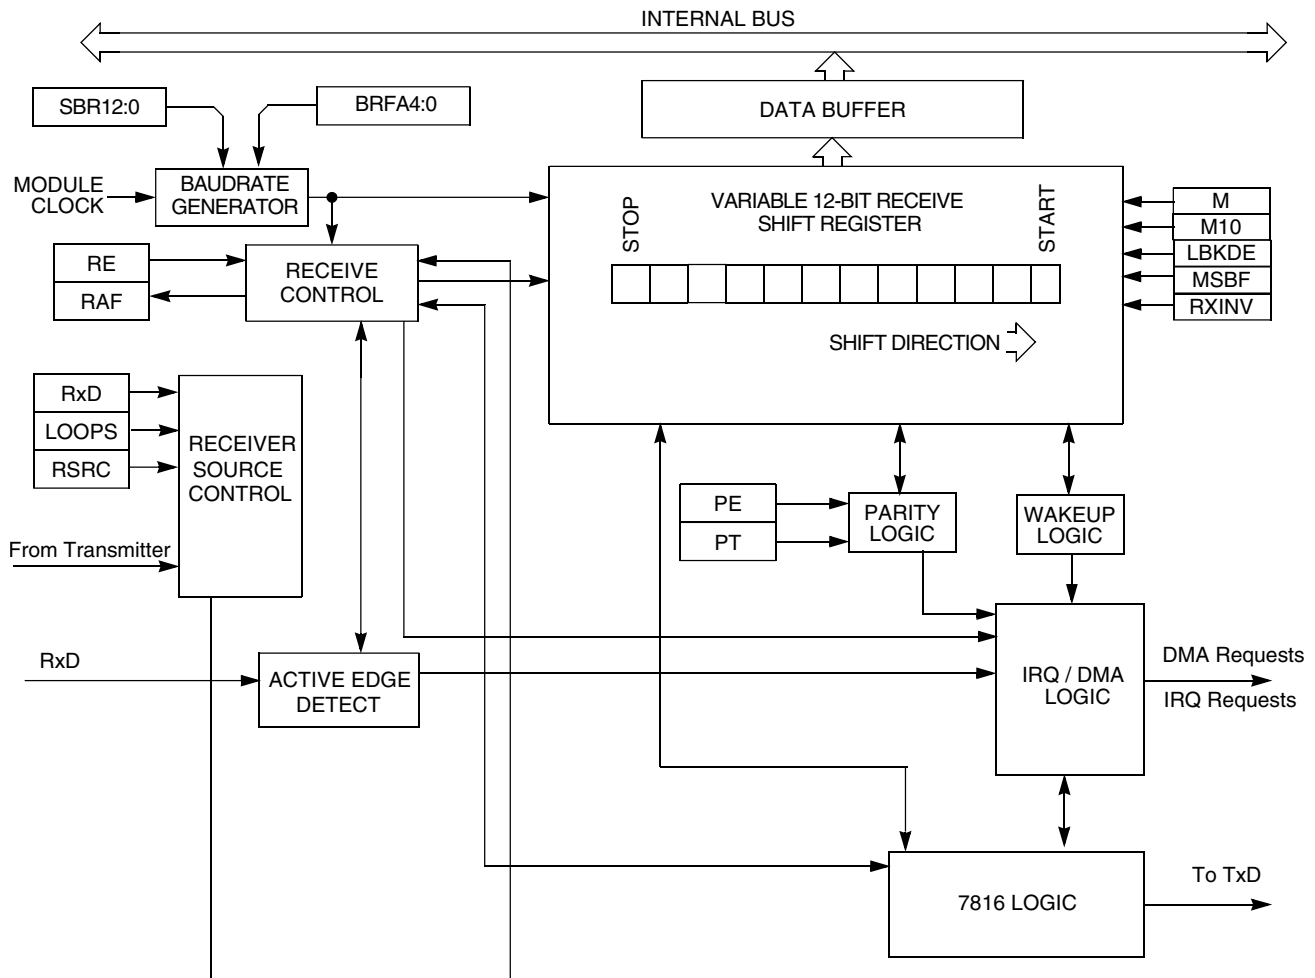 INTERNAL BUS
SBR12:0
BRFA4:0
DATA BUFFER
MODULE
CLOCK
BAUDRATE
GENERATOR
VARIABLE 12-BIT RECEIVE
SHIFT REGISTER
STOP
START
M
M10
LBKDE
MSBF
RXINV
RE
RAF
RECEIVE
CONTROL
SHIFT DIRECTION
RxD
LOOPS
RSRC
RECEIVER
SOURCE
CONTROL
From Transmitter
PE
PT
PARITY
LOGIC
WAKEUP
LOGIC
RxD
ACTIVE EDGE
DETECT
IRQ / DMA
LOGIC
DMA Requests
IRQ Requests
7816 LOGIC
To TxD